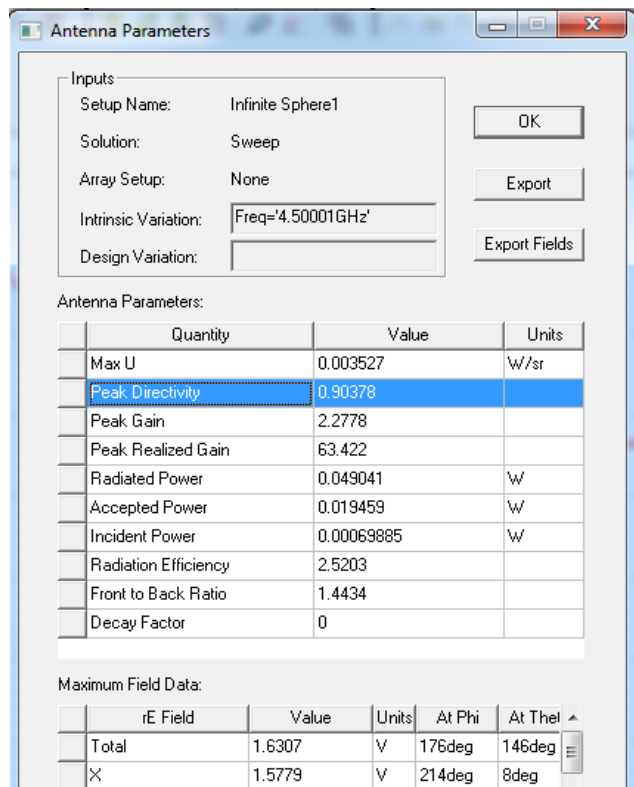 Antenna Parameters
Inputs
Setup Name: Infinite Sphere1
OK
Solution: Sweep
Array Setup: None
Export
Intrinsic Variation: Freq='4.50001GHz'
Export Fields
Design Variation:
Antenna Parameters:
Quantity Value Units
Max U 0.003527 W/sr
Peak Directivity 0.90378
Peak Gain 2.2778
Peak Realized Gain 63.422
Radiated Power 0.049041 W
Accepted Power 0.019459 W
Incident Power 0.00069885 W
Radiation Efficiency 2.5203
Front to Back Ratio 1.4434
Decay Factor 0
Maximum Field Data:
rE Field Value Units At Phi At Thet
Total 1.6307 V 176deg 146deg
X 1.5779 V 214deg 8deg